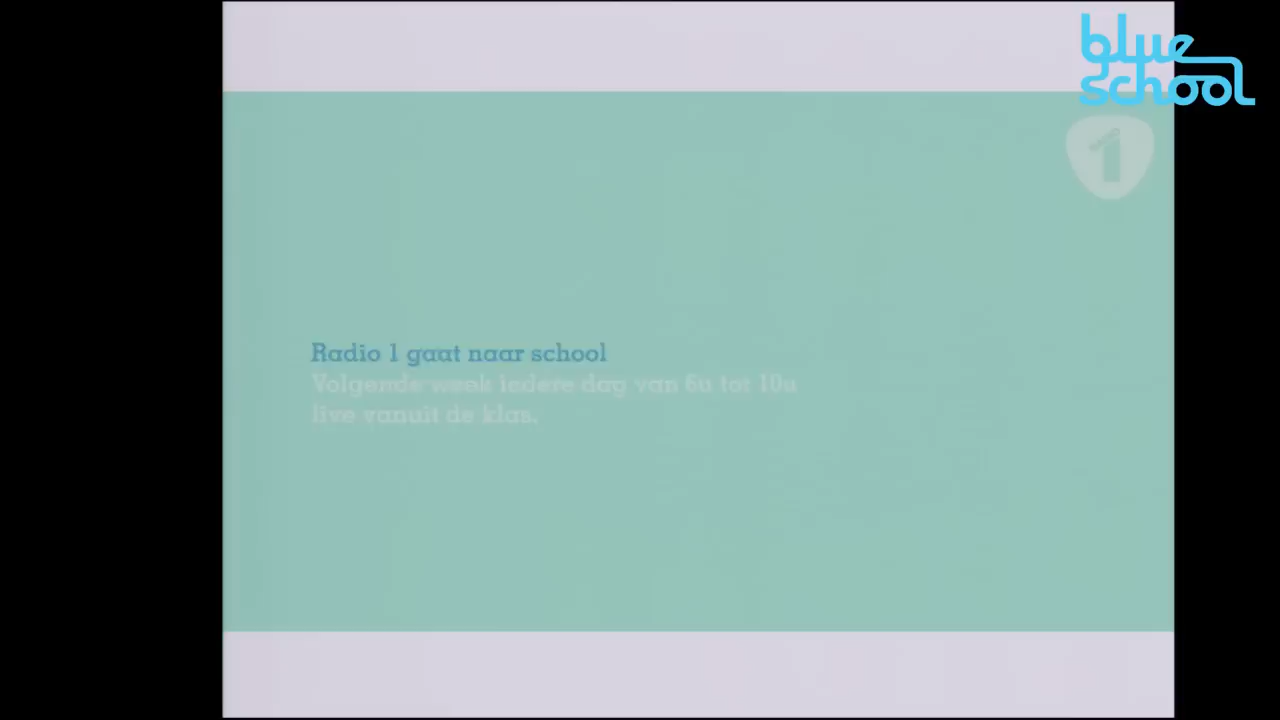 blue
school
1
Radio 1 gaat naar school
Volgende week iedere dag van 6u tot 10u
live vanuit de klas.